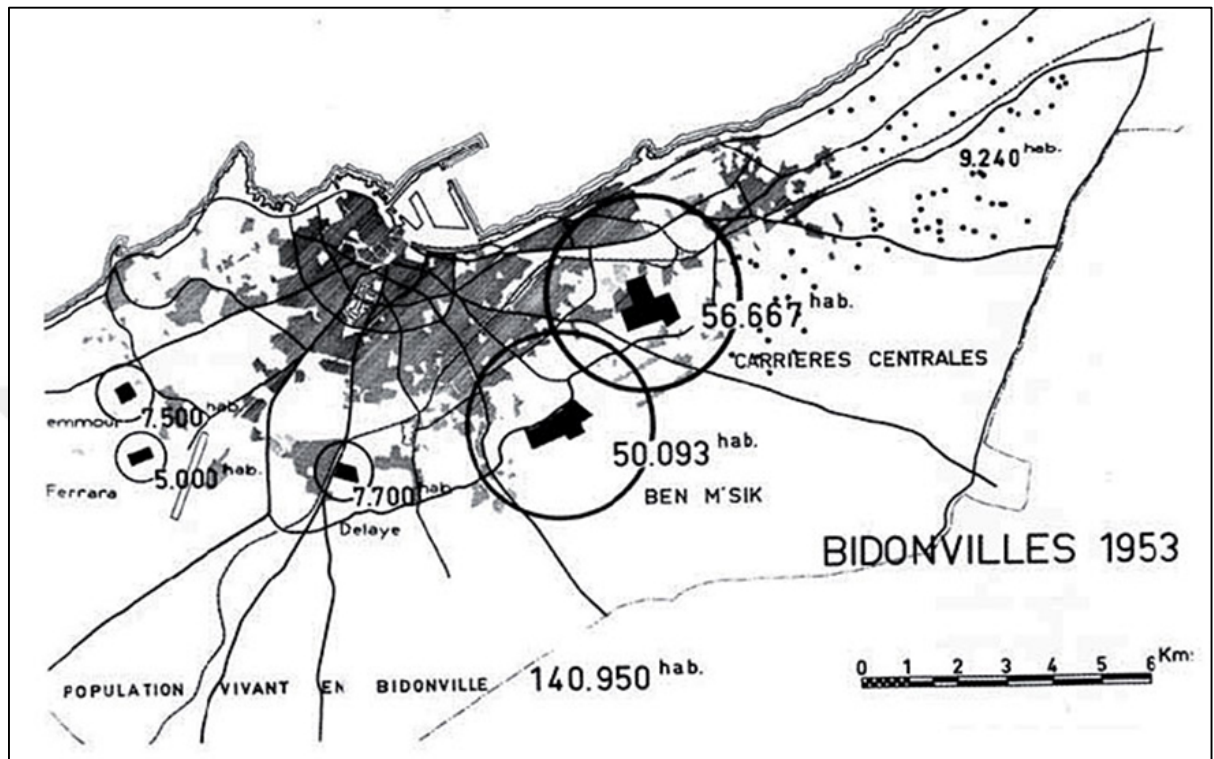 9.240 hab.
56.667 hab.
CARRIERES CENTRALES
emmour 7.500 hab.
5.000 hab.
Ferrara
7.700 hab
Delaye
50.093 hab.
BEN M'SIK
BIDONVILLES 1953
POPULATION VIVANT EN BIDONVILLE 140.950 hab.
0 1 2 3 4 5 6 Km: